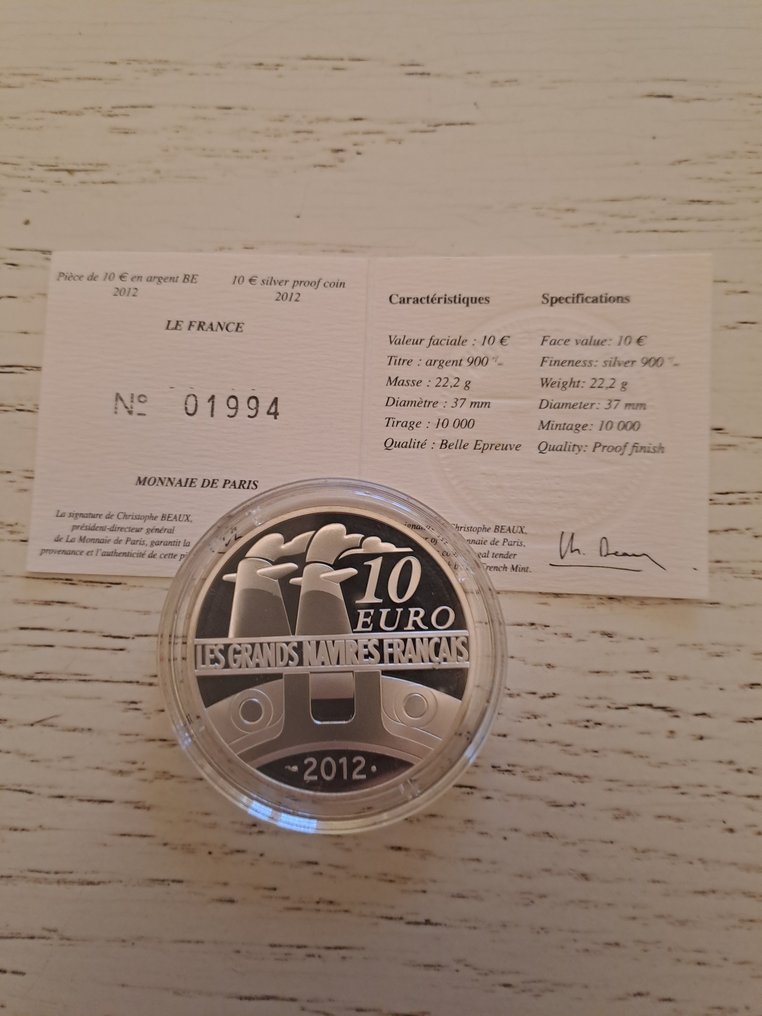 Pièce de 10 € en argent BE
2012
10 € silver proof coin
2012
LE FRANCE
Nº 01994
MONNAIE DE PARIS
La signature de Christophe BEAUX,
président-directeur général
de La Monnaie de Paris, garantit la
provenance et l'authenticité de cette
Caractéristiques
Valeur faciale : 10 €
Titre : argent 900
Masse : 22,2 g
Diamètre : 37 mm
Tirage : 10 000
Qualité : Belle Epreuve
Specifications
Face value: 10 €
Fineness: silver 900
Weight: 22,2 g
Diameter: 37 mm
Mintage: 10 000
Quality: Proof finish
Christophe BEAUX,
de Paris,
tender
French Mint.
10
EURO
LES GRANDS NAVIRES FRANÇAIS
2012